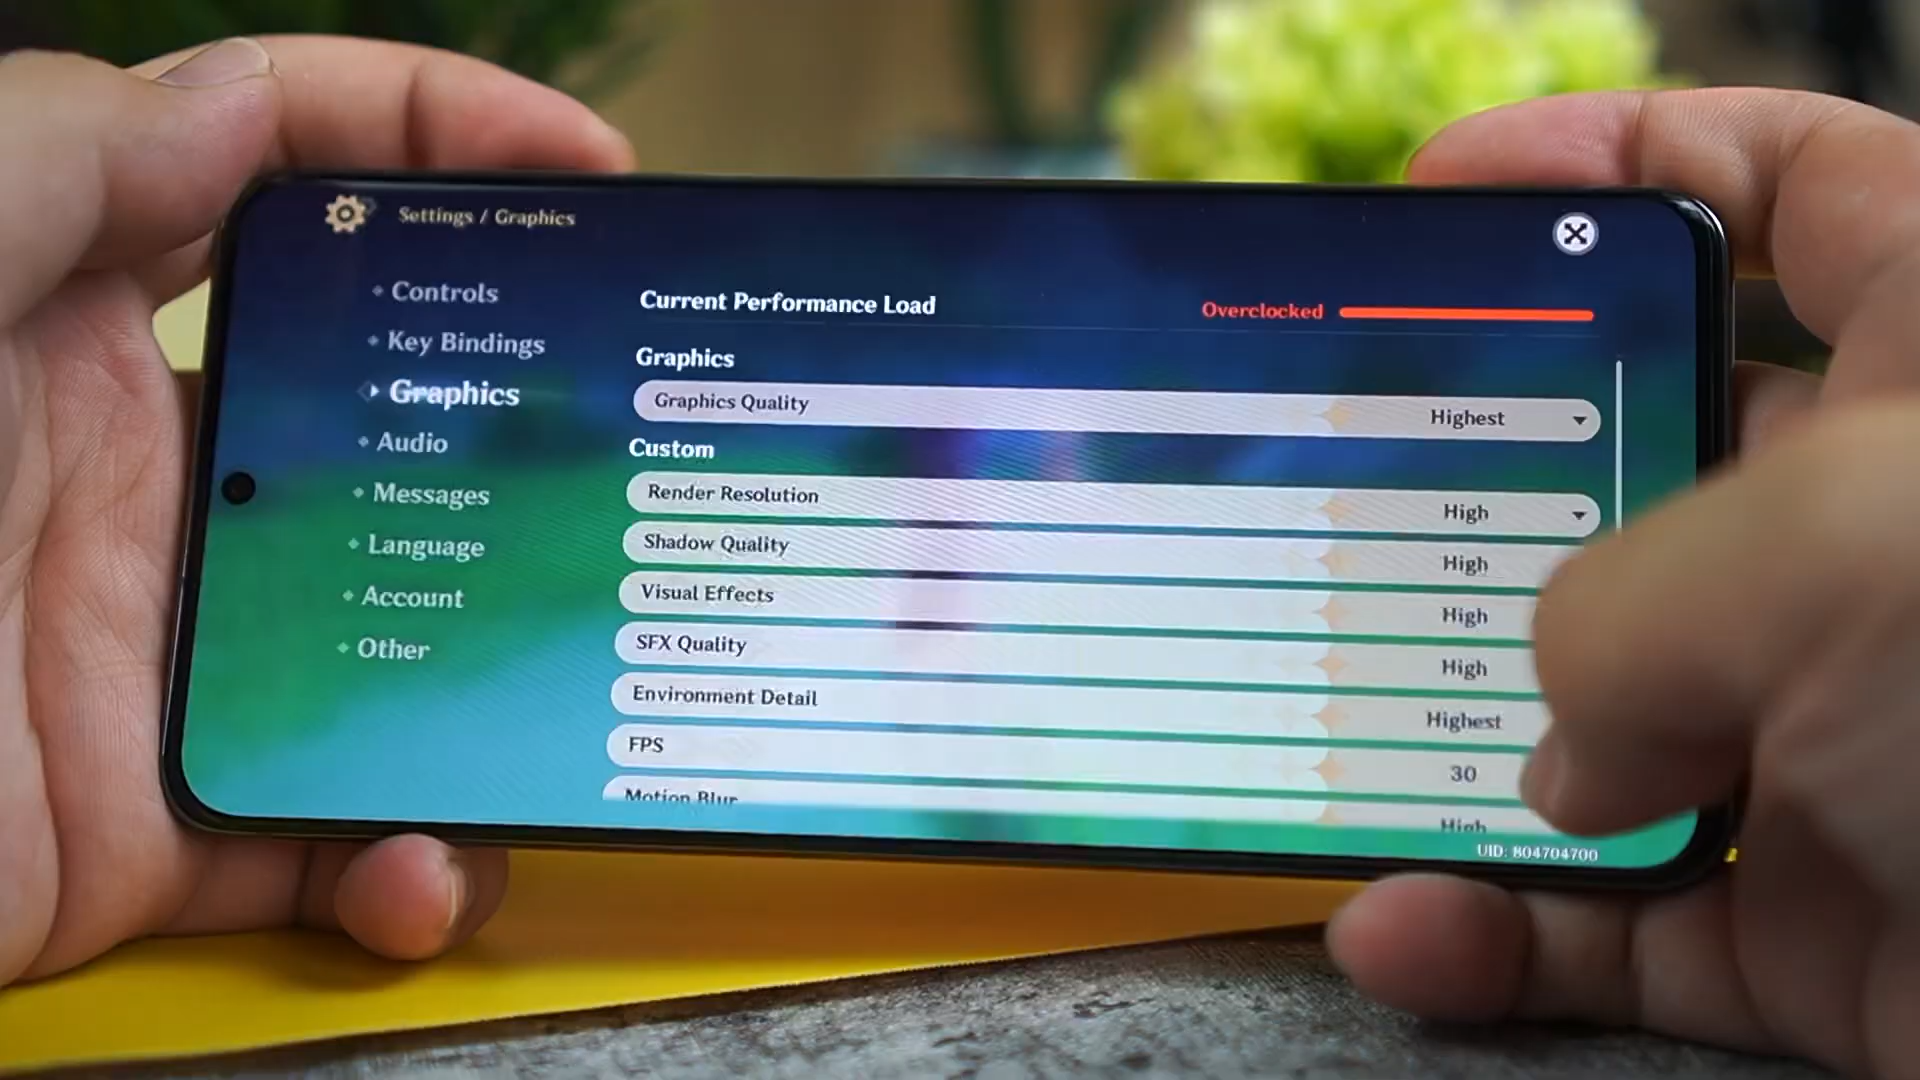 Settings / Graphics
Controls
Key Bindings
Graphics
Audio
Messages
Language
Account
Other
Current Performance Load Overclocked
Graphics
Graphics Quality Highest
Custom
Render Resolution High
Shadow Quality High
Visual Effects High
SFX Quality High
Environment Detail Highest
FPS 30
Motion Blur High
UID: 804704700